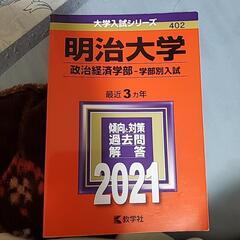 大学入試シリーズ
402
明治大学
政治経済学部-学部別入試
最近3カ年
傾向と対策
過去問
解答
2021
教学社